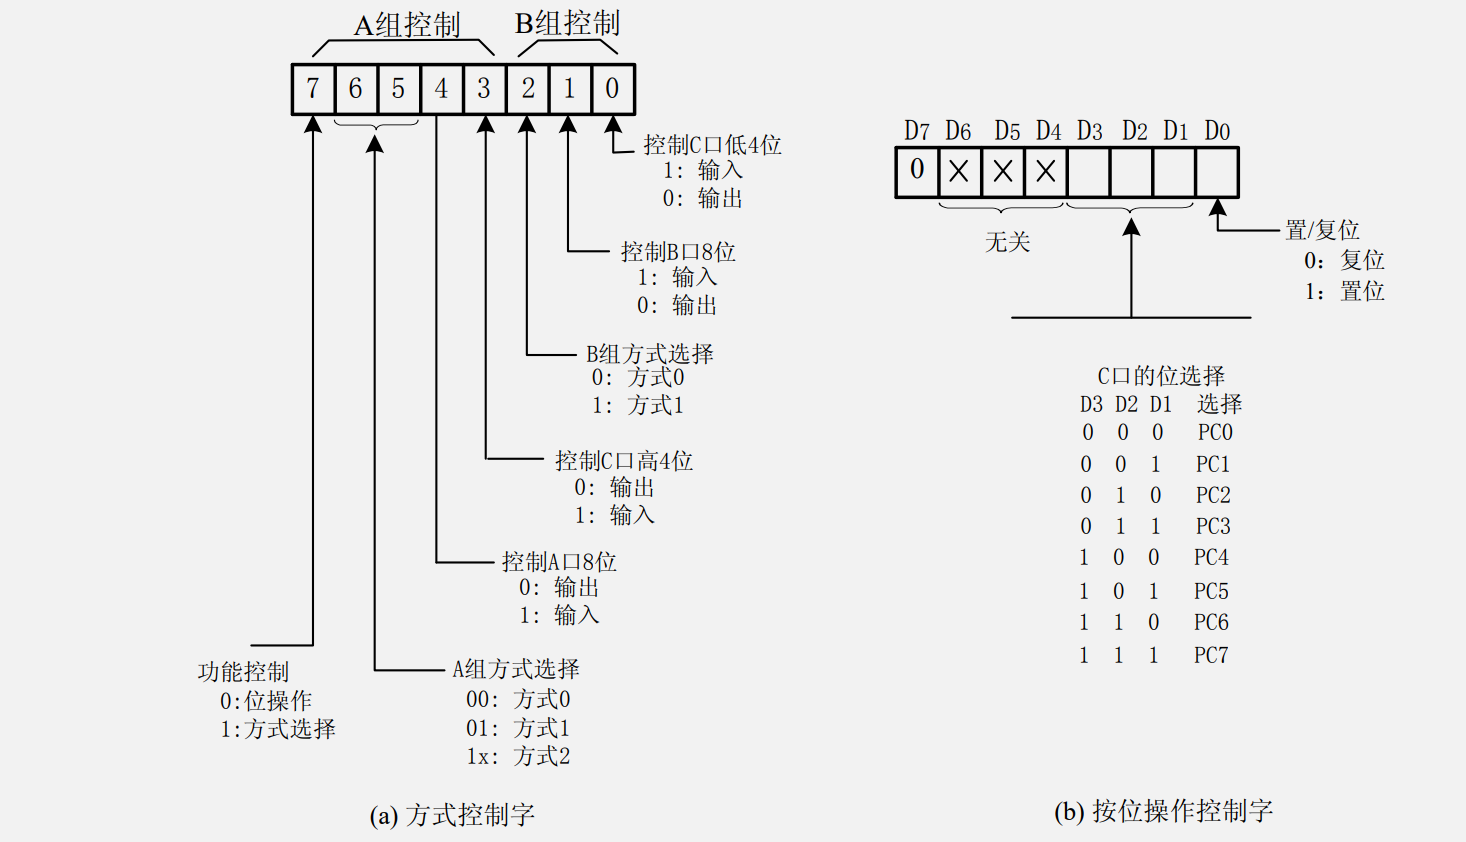 A组控制
B组控制
7 6 5 4 3 2 1 0
控制C口低4位
1: 输入
0: 输出
控制B口8位
1: 输入
0: 输出
B组方式选择
0: 方式0
1: 方式1
控制C口高4位
0: 输出
1: 输入
控制A口8位
0: 输出
1: 输入
A组方式选择
00: 方式0
01: 方式1
1x: 方式2
功能控制
0:位操作
1:方式选择
(a) 方式控制字
D7 D6 D5 D4 D3 D2 D1 D0
0 × × ×
无关
置/复位
0：复位
1：置位
C口的位选择
D3 D2 D1 选择
0 0 0 PC0
0 0 1 PC1
0 1 0 PC2
0 1 1 PC3
1 0 0 PC4
1 0 1 PC5
1 1 0 PC6
1 1 1 PC7
(b) 按位操作控制字